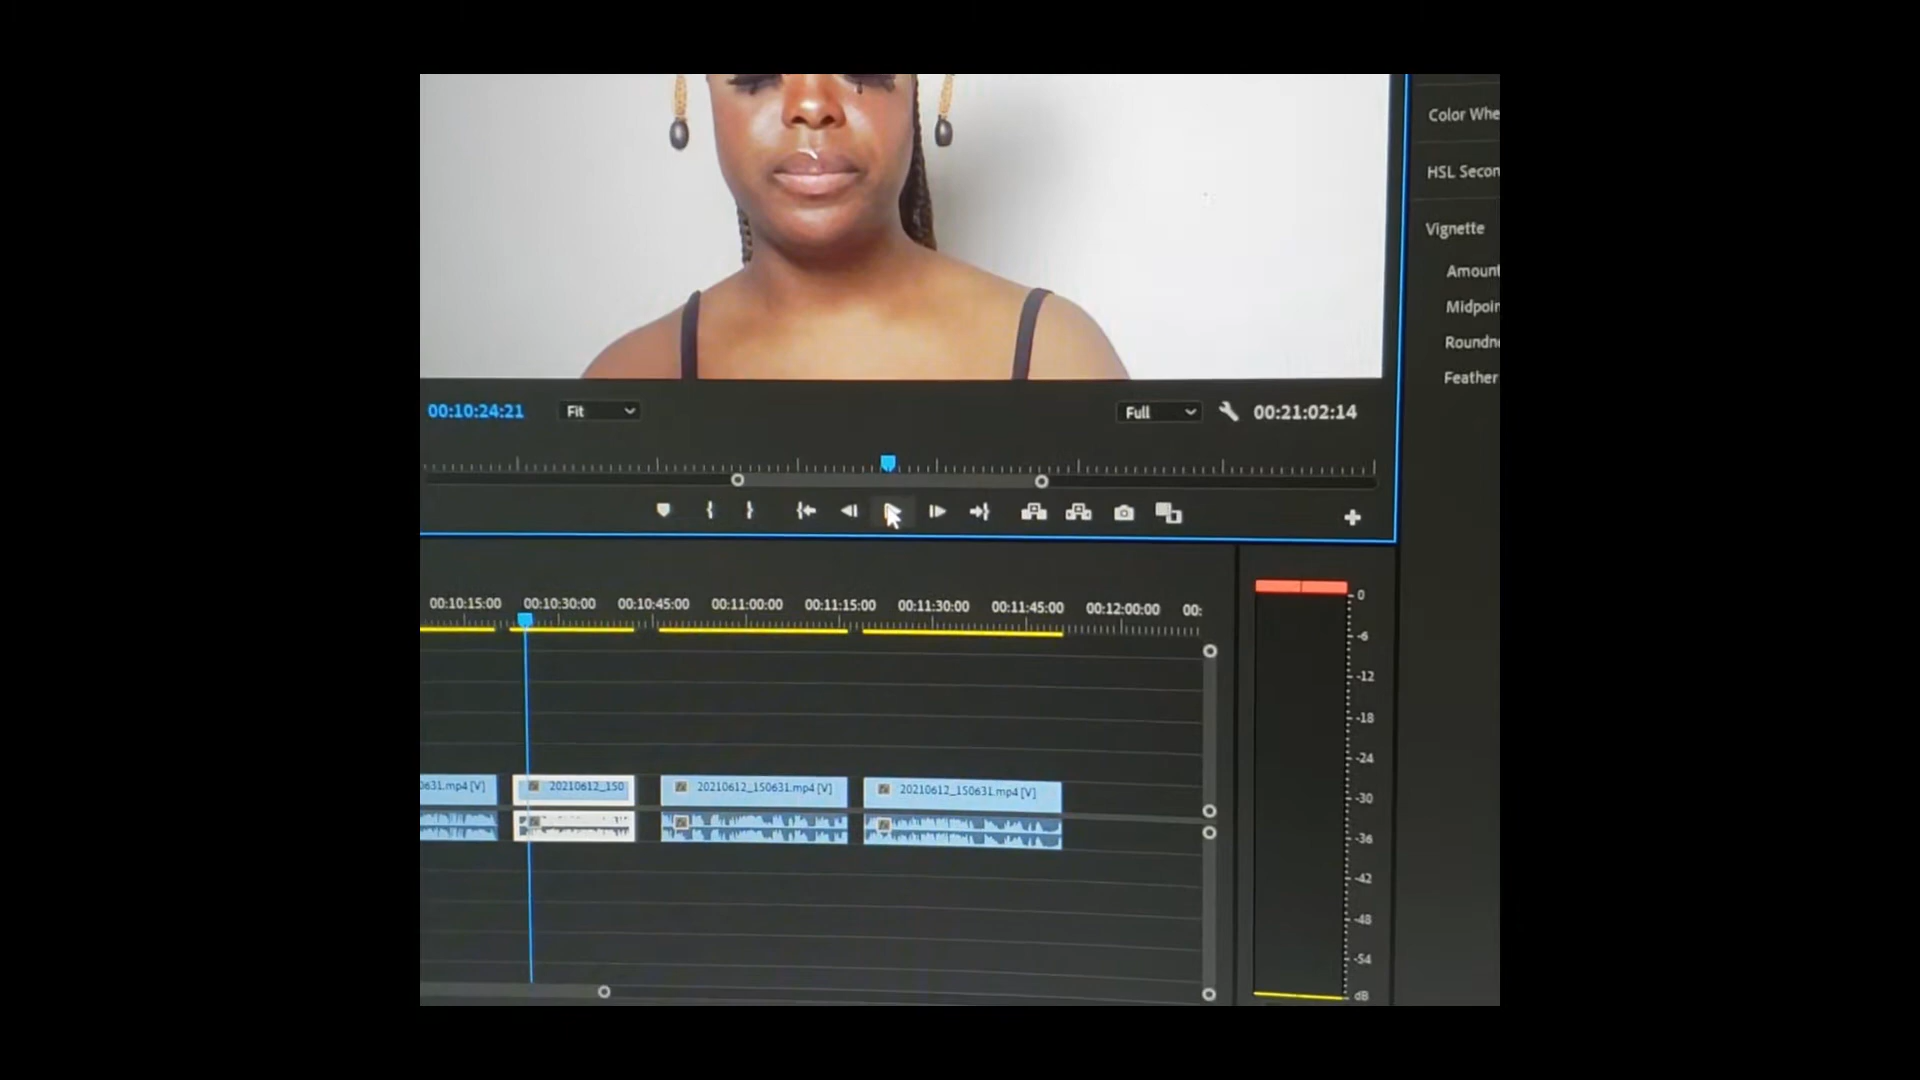 Color Whe
HSL Secon
Vignette
Amount
Midpoin
Roundne
Feather
00:10:24:21
Fit
Full
00:21:02:14
00:10:15:00
00:10:30:00
00:10:45:00
00:11:00:00
00:11:15:00
00:11:30:00
00:11:45:00
00:12:00:00
00:
0631.mp4 [V]
20210612_150
20210612_150631.mp4 [V]
20210612_150631.mp4 [V]
0
-6
-12
-18
-24
-30
-36
-42
-48
-54
dB